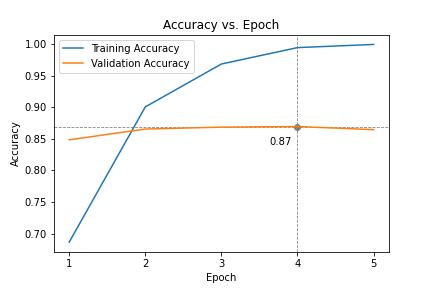 Accuracy vs. Epoch
Training Accuracy
Validation Accuracy
1.00
0.95
0.90
0.85
0.80
0.75
0.70
Accuracy
0.87
1 2 3 4 5
Epoch